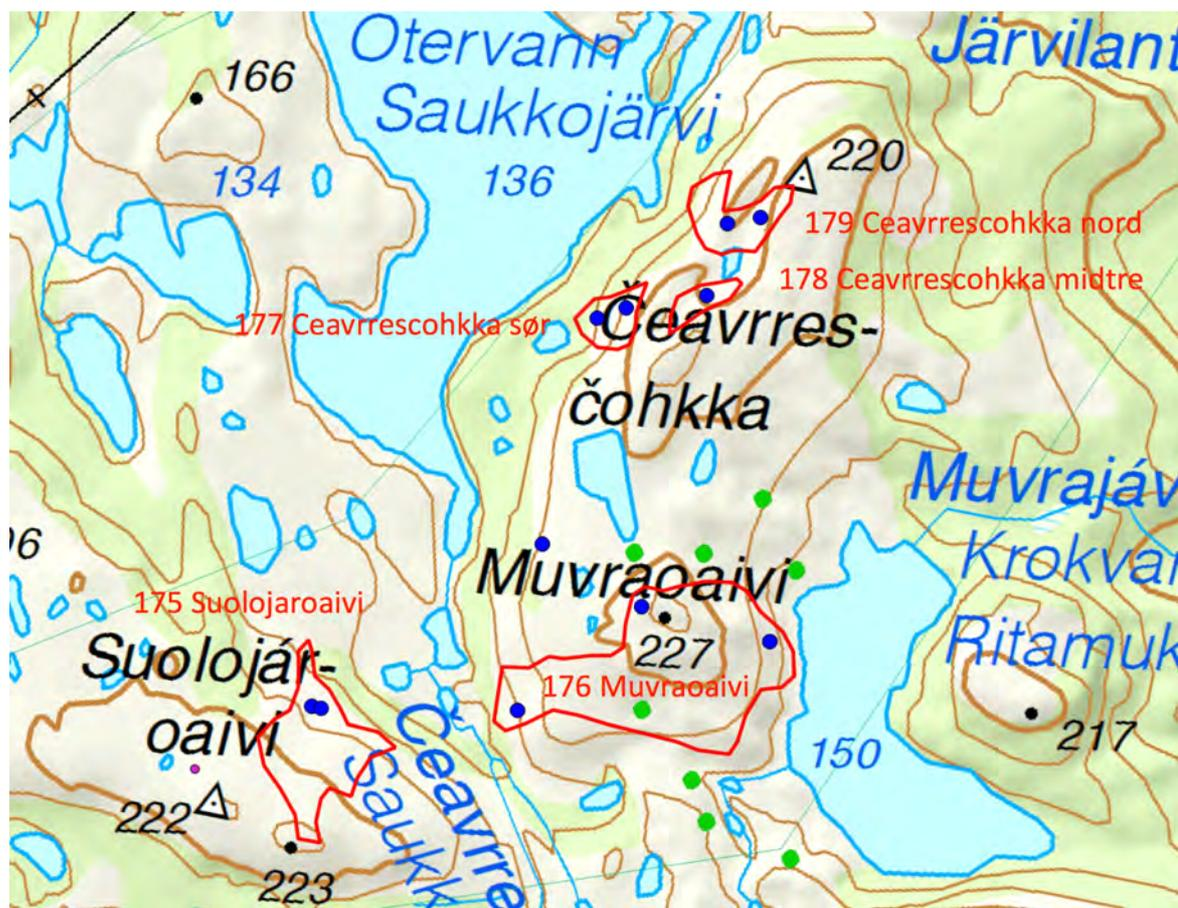 Otervann
Saukkojärvi
Järvilant
166
134
136
220
179 Ceavrrescohkka nord
178 Ceavrrescohkka midtre
177 Ceavrrescohkka sør
Čeavrres-
čohkka
Muvrajáv
Krokvan
Ritamuk
Muvraoaivi
227
176 Muvraoaivi
175 Suolojaroaivi
Suolojár-
oaivi
Čeavrre
Saukk
150
217
222
223